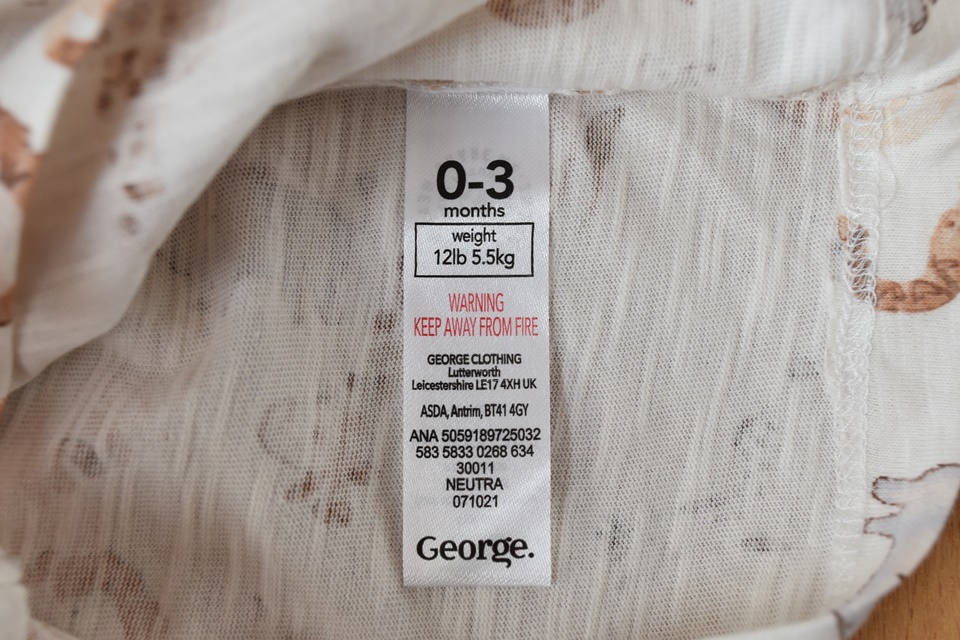 0-3
months
weight
12lb 5.5kg
WARNING
KEEP AWAY FROM FIRE
GEORGE CLOTHING
Lutterworth
Leicestershire LE17 4XH UK
ASDA, Antrim, BT41 4GY
ANA 5059189725032
583 5833 0268 634
30011
NEUTRA
071021
George.